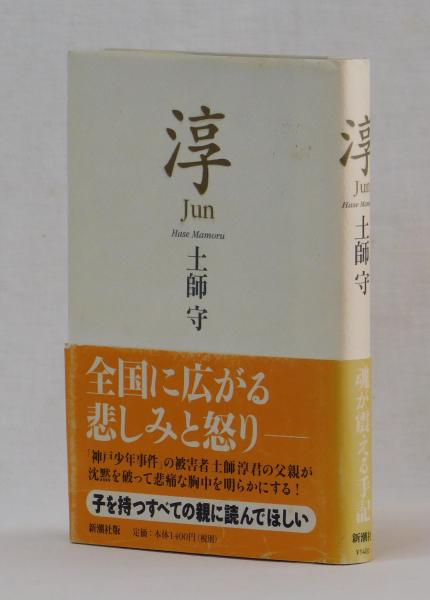 淳
Jun
Hase Mamoru
土師 守
全国に広がる
悲しみと怒り──
「神戸少年事件」の被害者土師淳君の父親が
沈黙を破って悲痛な胸中を明らかにする!
子を持つすべての親に読んでほしい
新潮社版 定価:本体1400円(税別)
淳
Jun
Hase Mamoru
土師 守
魂が震える手記
新潮社